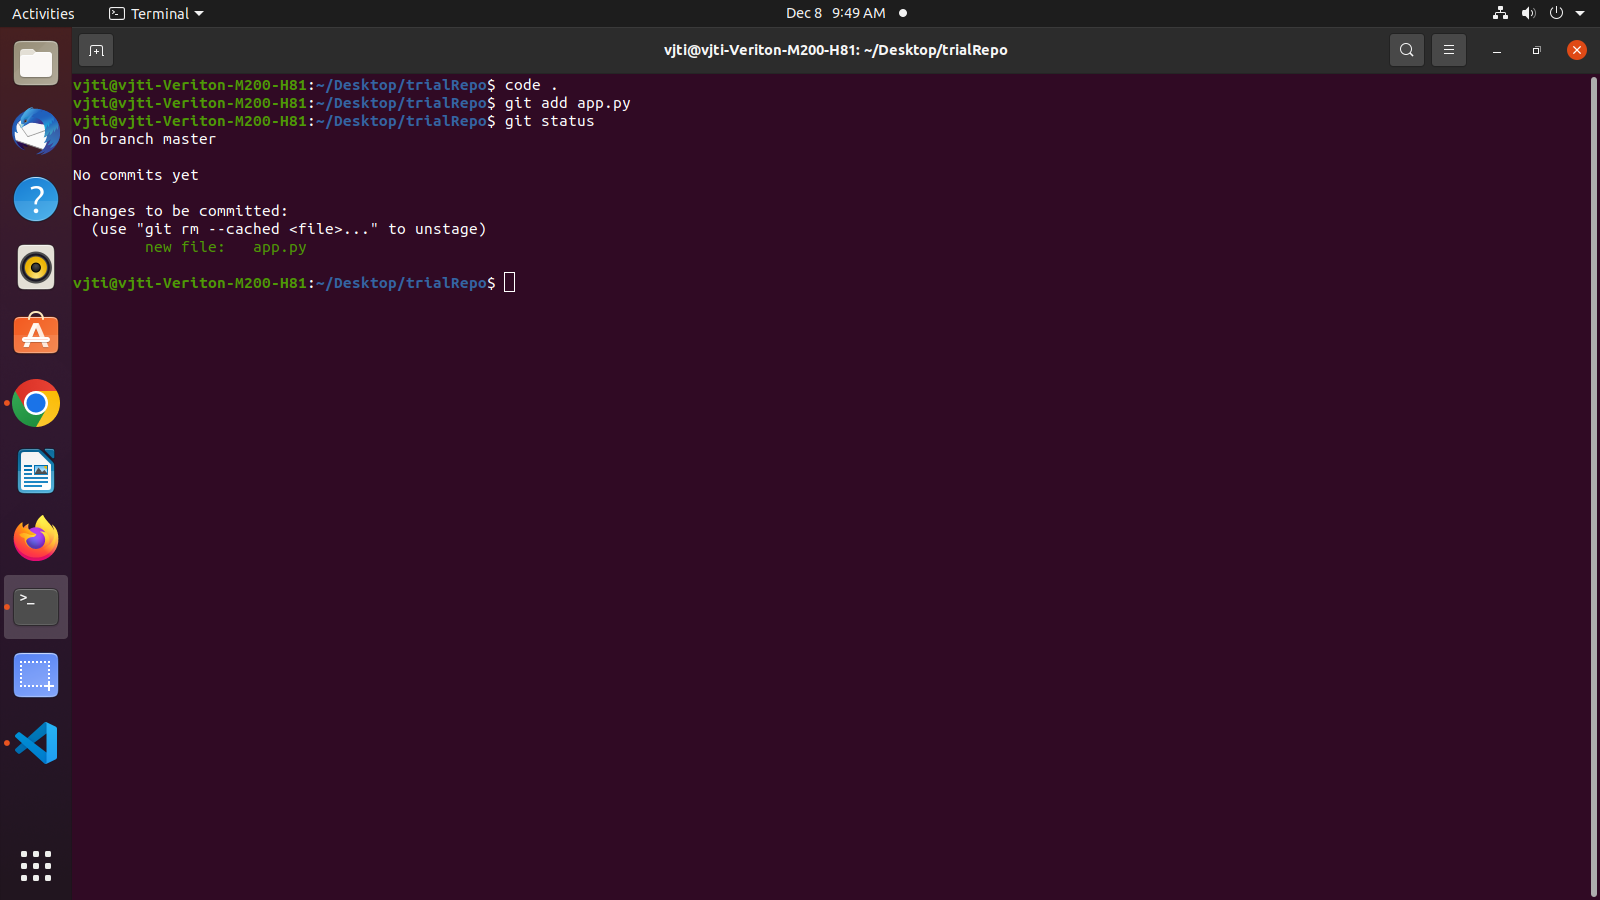 Activities Terminal Dec 8 9:49 AM
vjti@vjti-Veriton-M200-H81: ~/Desktop/trialRepo
vjti@vjti-Veriton-M200-H81:~/Desktop/trialRepo$ code .
vjti@vjti-Veriton-M200-H81:~/Desktop/trialRepo$ git add app.py
vjti@vjti-Veriton-M200-H81:~/Desktop/trialRepo$ git status
On branch master
No commits yet
Changes to be committed:
  (use "git rm --cached <file>..." to unstage)
        new file:   app.py
vjti@vjti-Veriton-M200-H81:~/Desktop/trialRepo$